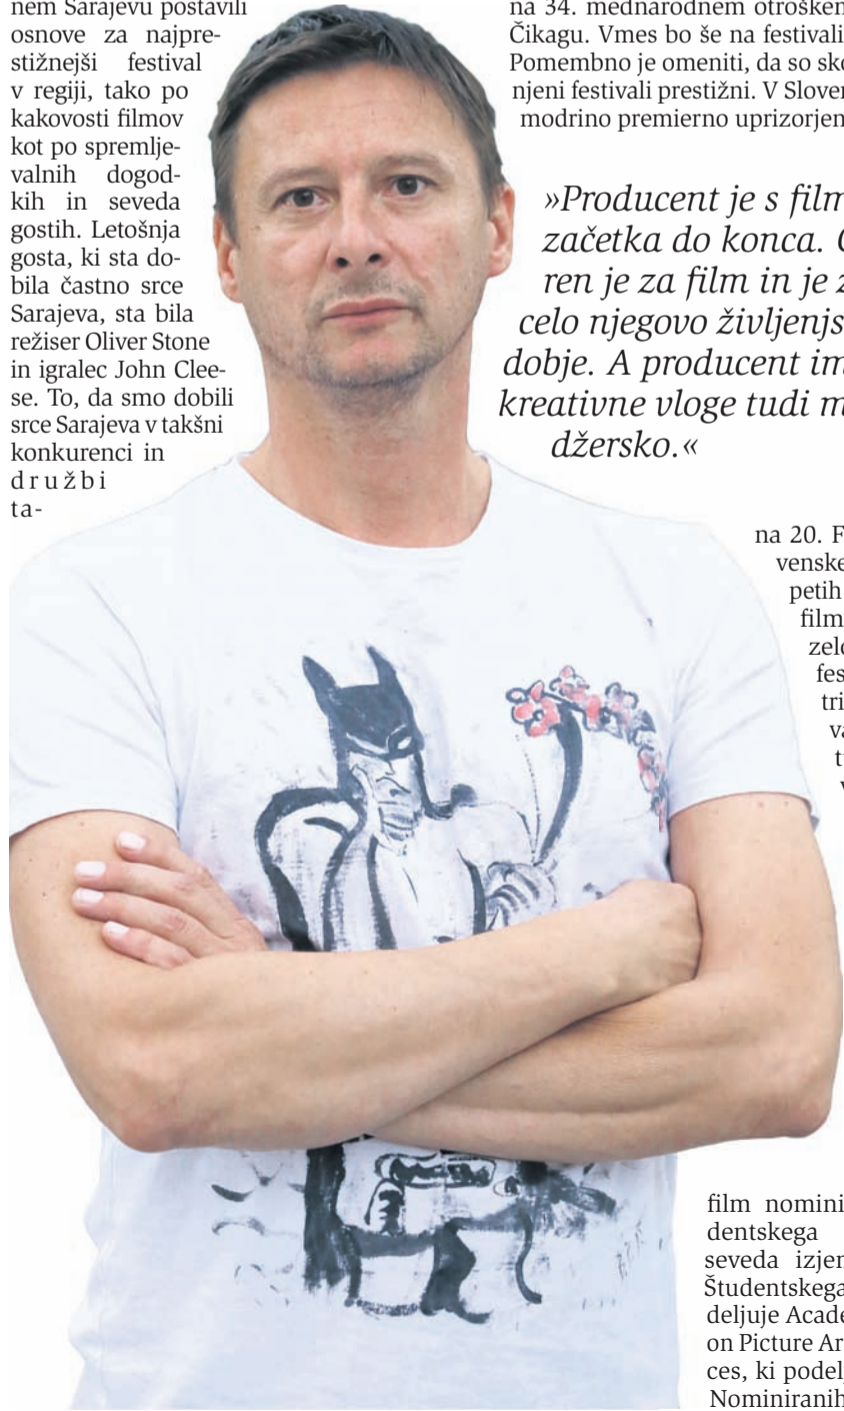 nem Sarajevu postavili
osnove za najpre-
stižnejši festival
v regiji, tako po
kakovosti filmov
kot po spremlje-
valnih dogod-
kih in seveda
gostih. Letošnja
gosta, ki sta do-
bila častno srce
Sarajeva, sta bila
režiser Oliver Stone
in igralec John Clee-
se. To, da smo dobili
srce Sarajeva v takšni
konkurenci in
družbi
ta-
na 34. mednarodnem otroškem
Čikagu. Vmes bo še na festivali
Pomembno je omeniti, da so sko
njeni festivali prestižni. V Sloven
modrino premierno uprizorjen
»Producent je s film
začetka do konca. O
ren je za film in je z
celo njegovo življenjs
dobje. A producent im
kreativne vloge tudi m
džersko.«
na 20. F
venske
petih
film
zelo
fes
tri
va
tu
v
film nomini
dentskega
seveda izjem
Študentskega
deljuje Acade
on Picture Ar
ces, ki podel
Nominiranih